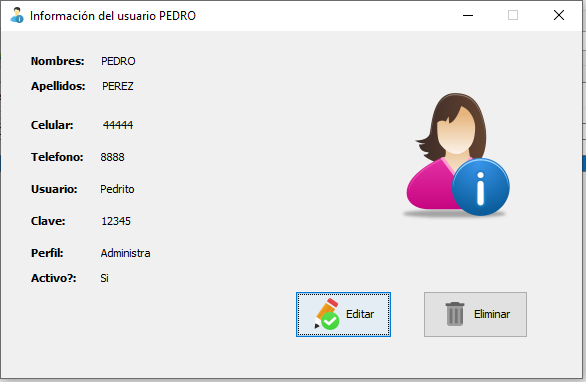 Información del usuario PEDRO
Nombres: PEDRO
Apellidos: PEREZ
Celular: 44444
Telefono: 8888
Usuario: Pedrito
Clave: 12345
Perfil: Administra
Activo?: Si
i
Editar
Eliminar